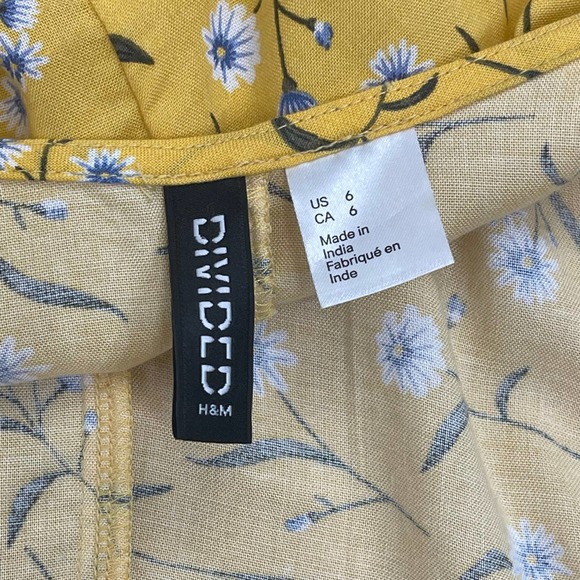 DIVIDED
H&M
US 6
CA 6
Made in
India
Fabriqué en
Inde